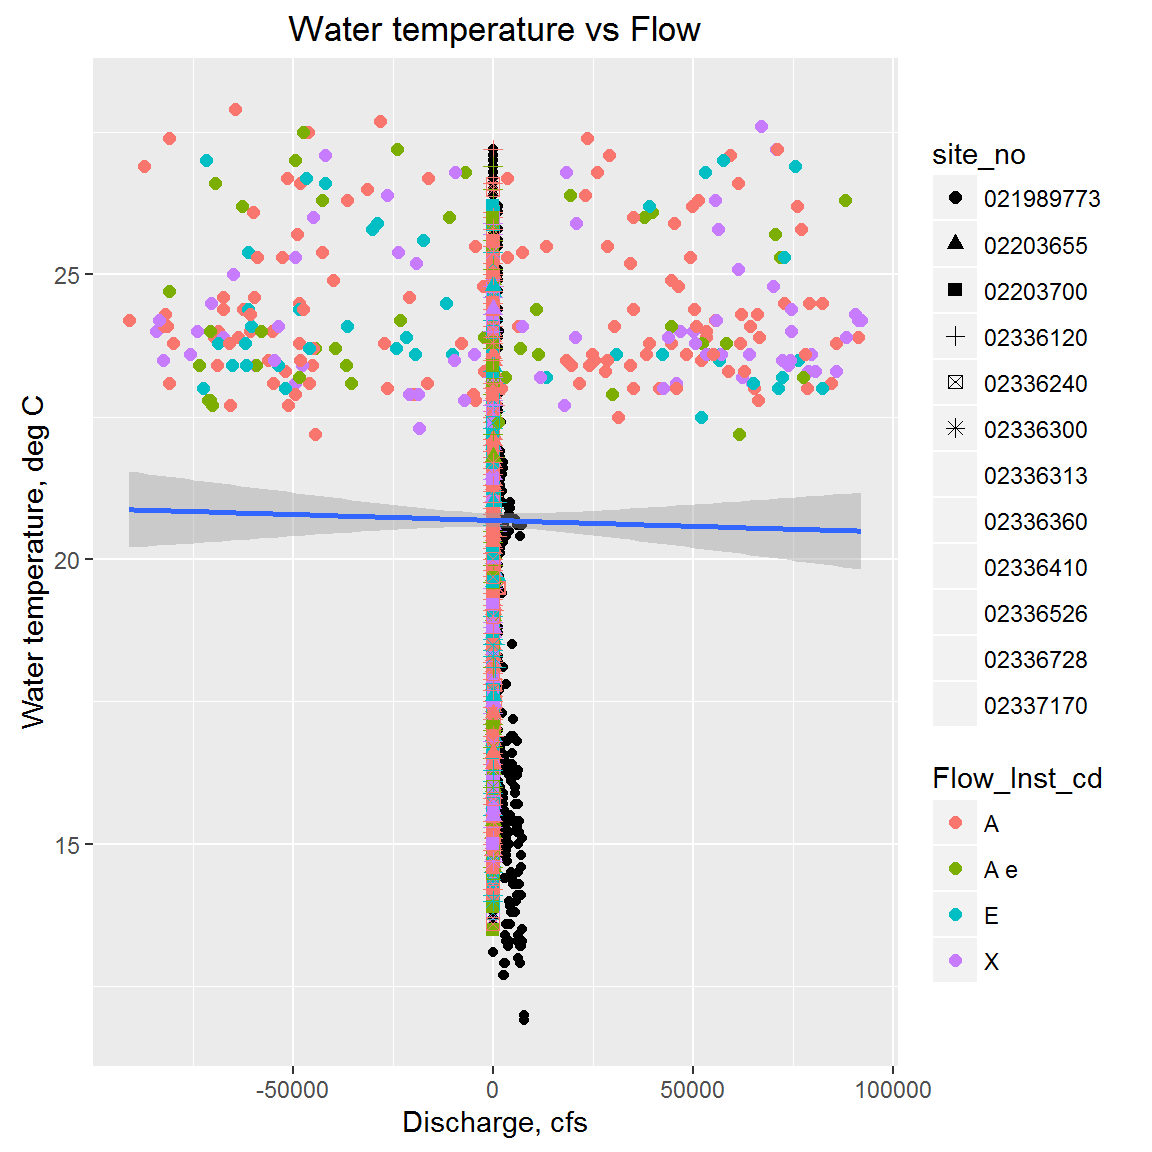 Water temperature vs Flow
Water temperature, deg C
25
20
15
-50000
0
50000
100000
Discharge, cfs
site_no
021989773
02203655
02203700
02336120
02336240
02336300
02336313
02336360
02336410
02336526
02336728
02337170
Flow_Inst_cd
A
A e
E
X